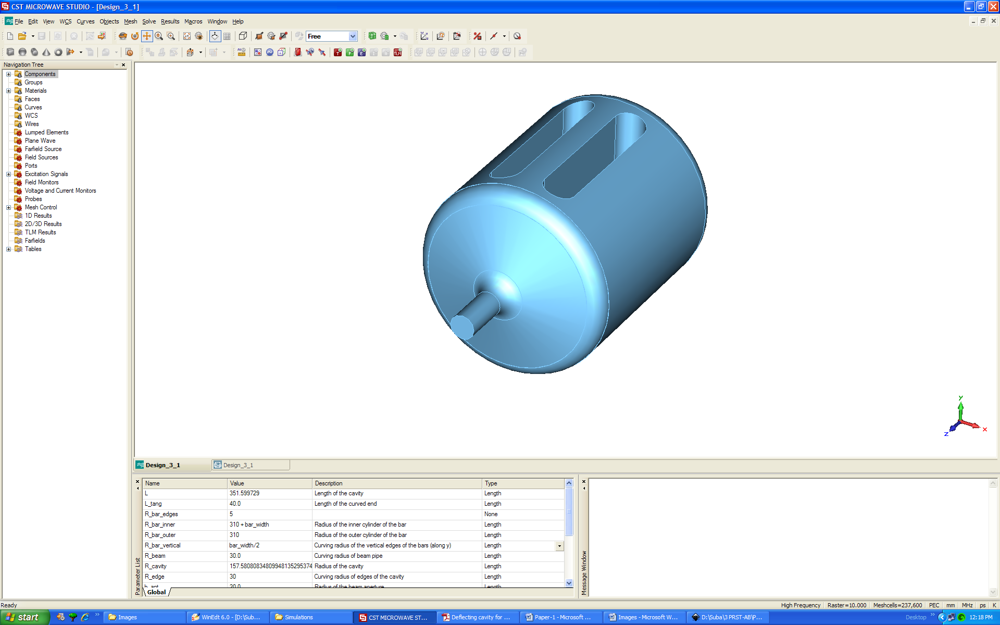 CST MICROWAVE STUDIO - [Design_3_1]
File Edit View WCS Curves Objects Mesh Solve Results Macros Window Help
Free
Navigation Tree
Components
Groups
Materials
Faces
Curves
WCS
Wires
Lumped Elements
Plane Wave
Farfield Source
Field Sources
Ports
Excitation Signals
Field Monitors
Voltage and Current Monitors
Probes
Mesh Control
1D Results
2D/3D Results
TLM Results
Farfields
Tables
y
x
z
Design_3_1 Design_3_1
Name Value Description Type
L 351.599729 Length of the cavity Length
L_tang 40.0 Length of the curved end Length
R_bar_edges 5 None
R_bar_inner 310 + bar_width Radius of the inner cylinder of the bar Length
R_bar_outer 310 Radius of the outer cylinder of the bar Length
R_bar_vertical bar_width/2 Curving radius of the vertical edges of the bars (along y) Length
R_beam 30.0 Curving radius of beam pipe Length
R_cavity 157.58080834809948135295374 Radius of the cavity Length
R_edge 30 Curving radius of edges of the cavity Length
20.0 Radius of the beam aperture Length
Global
Parameter List
Message Window
Ready
High Frequency Raster=10.000 Meshcells=237,600 PEC mm MHz ps K
start Images WinEdt 6.0 - [D:\Sub... Simulations CST MICROWAVE ST... Deflecting cavity for ... Paper-1 - Microsoft ... Images - Microsoft W... D:\Suba\3 PRST-AB\P... Desktop 12:18 PM